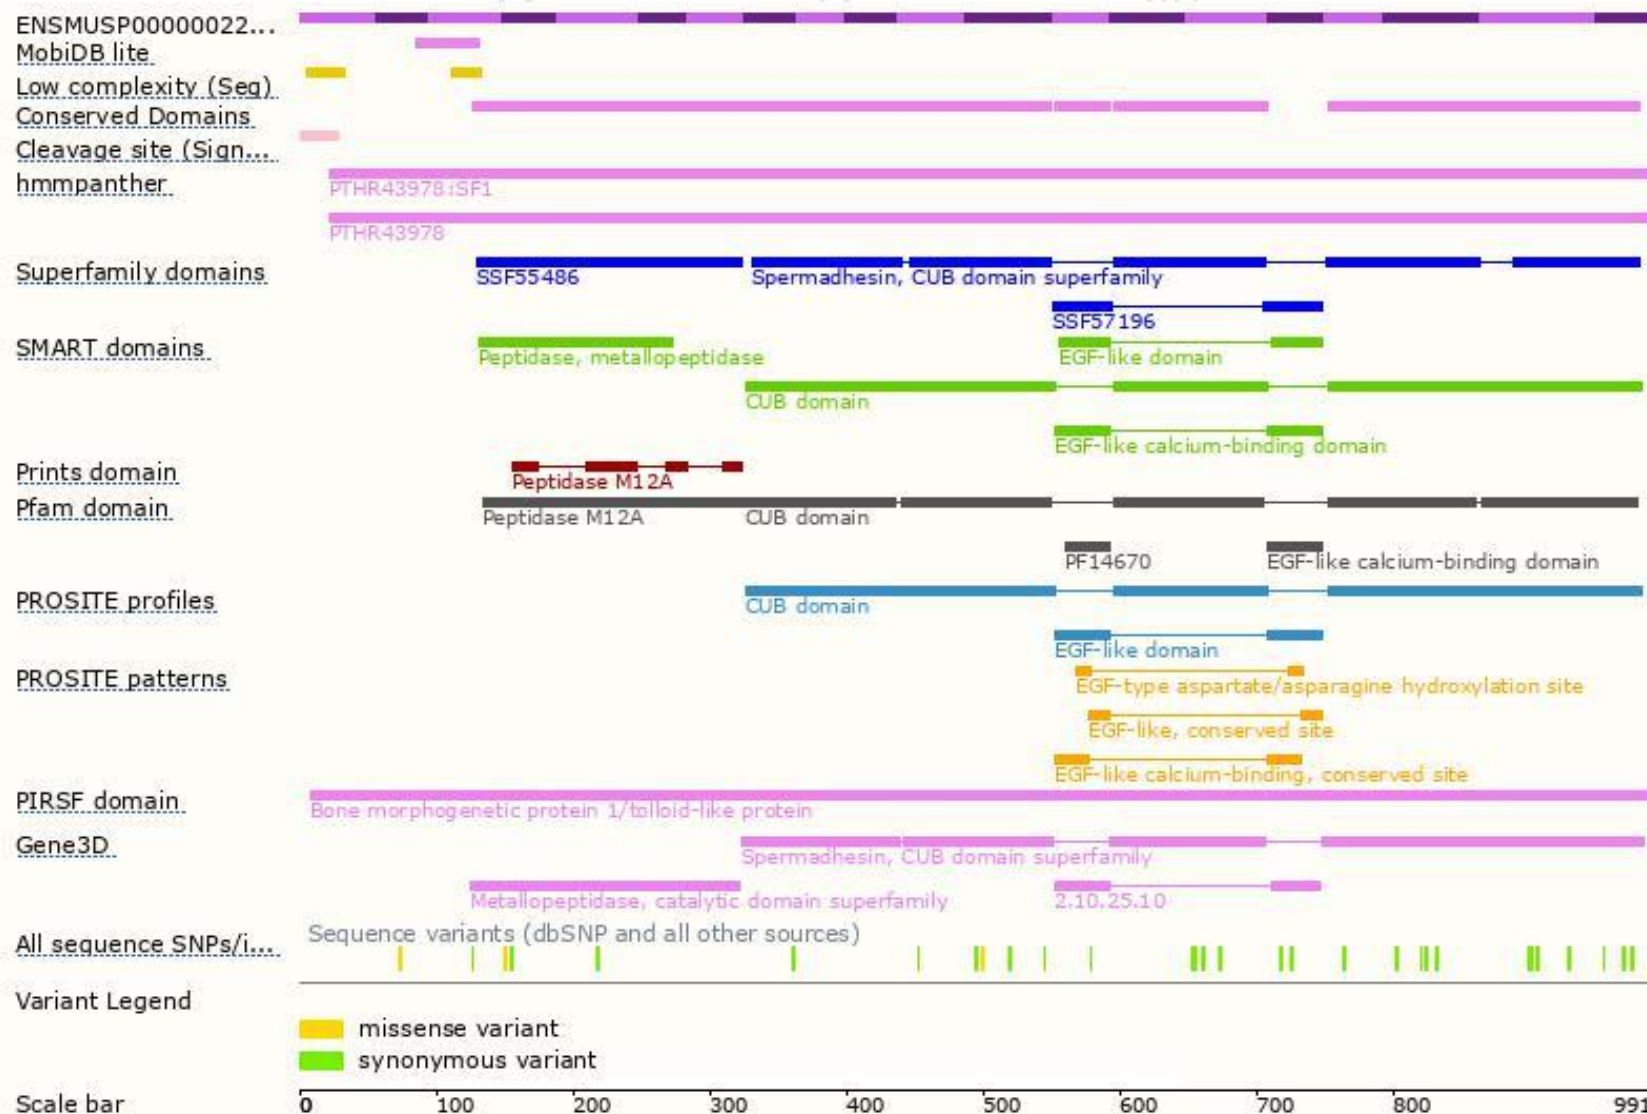 ENSMUSP00000022...
MobiDB lite
Low complexity (Seg)
Conserved Domains
Cleavage site (Sign...
hmmpanther
PTHR43978:SF1
PTHR43978
Superfamily domains
SSF55486 Spermadhesin, CUB domain superfamily
SSF57196
SMART domains
Peptidase, metallopeptidase EGF-like domain
CUB domain
EGF-like calcium-binding domain
Prints domain
Peptidase M12A
Pfam domain
Peptidase M12A CUB domain
PF14670 EGF-like calcium-binding domain
PROSITE profiles
CUB domain
EGF-like domain
PROSITE patterns
EGF-type aspartate/asparagine hydroxylation site
EGF-like, conserved site
EGF-like calcium-binding, conserved site
PIRSF domain
Bone morphogenetic protein 1/tolloid-like protein
Gene3D
Spermadhesin, CUB domain superfamily
Metallopeptidase, catalytic domain superfamily 2.10.25.10
Sequence variants (dbSNP and all other sources)
All sequence SNPs/i...
Variant Legend
missense variant
synonymous variant
Scale bar 0 100 200 300 400 500 600 700 800 991